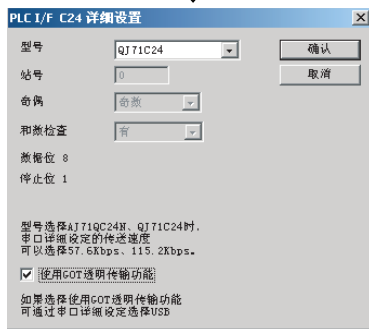 PLC I/F C24 详细设置
型号 QJ71C24 确认
站号 0 取消
奇偶 奇数
和数检查 有
数据位 8
停止位 1
型号选择AJ71QC24N、QJ71C24时,
串口详细设定的传送速度
可以选择57.6Kbps、115.2Kbps。
使用GOT透明传输功能
如果选择使用GOT透明传输功能
可通过串口详细设定选择USB